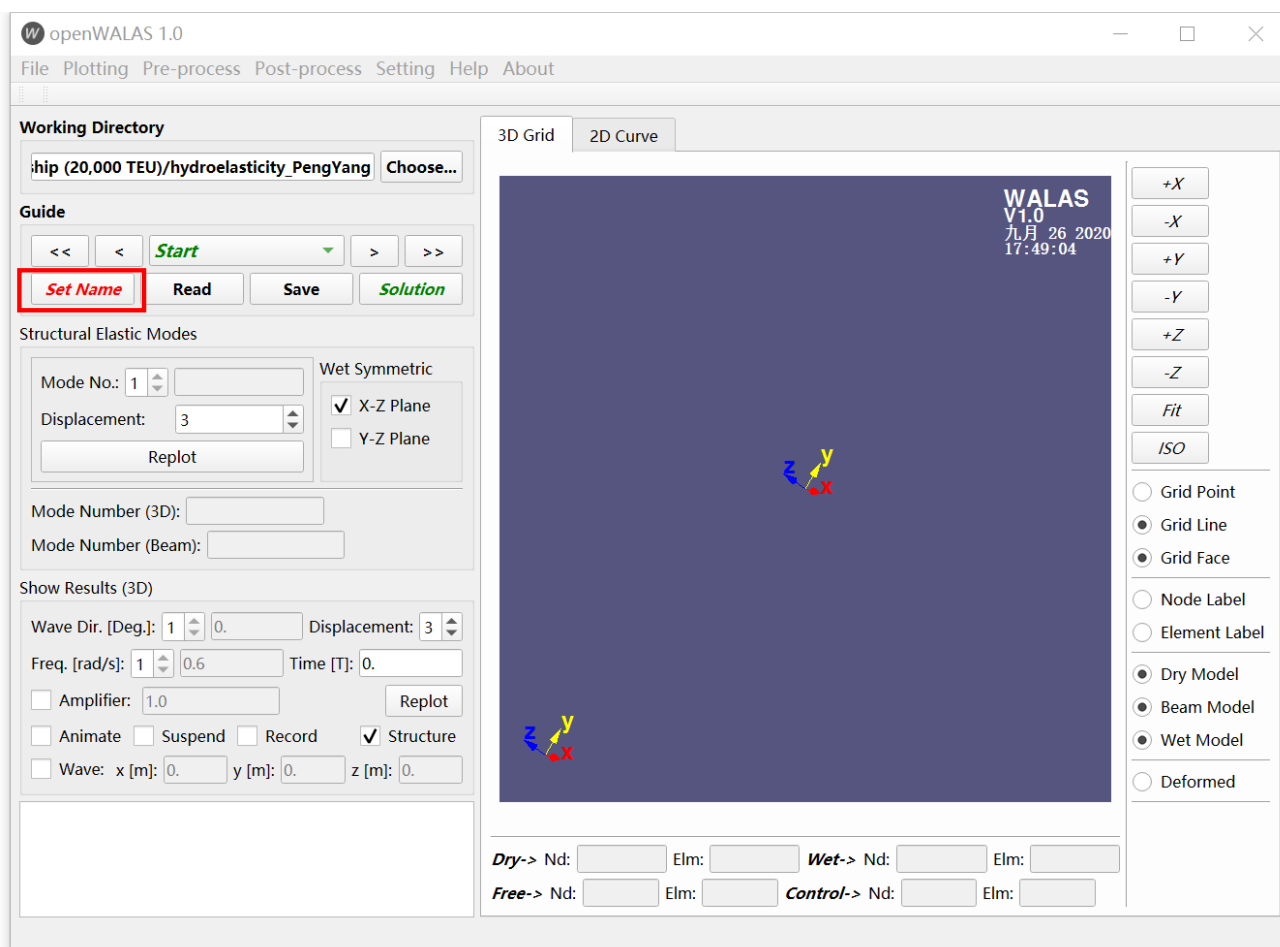 W openWALAS 1.0
File Plotting Pre-process Post-process Setting Help About
Working Directory
ship (20,000 TEU)/hydroelasticity_PengYang Choose...
Guide
<< < Start > >>
Set Name Read Save Solution
Structural Elastic Modes
Mode No.: 1
Displacement: 3
Replot
Wet Symmetric
X-Z Plane
Y-Z Plane
Mode Number (3D):
Mode Number (Beam):
Show Results (3D)
Wave Dir. [Deg.]: 1 0. Displacement: 3
Freq. [rad/s]: 1 0.6 Time [T]: 0.
Amplifier: 1.0 Replot
Animate Suspend Record Structure
Wave: x [m]: 0. y [m]: 0. z [m]: 0.
3D Grid 2D Curve
WALAS
V1.0
九月 26 2020
17:49:04
z y x
z y x
Dry-> Nd: Elm: Wet-> Nd: Elm:
Free-> Nd: Elm: Control-> Nd: Elm:
+X
-X
+Y
-Y
+Z
-Z
Fit
ISO
Grid Point
Grid Line
Grid Face
Node Label
Element Label
Dry Model
Beam Model
Wet Model
Deformed